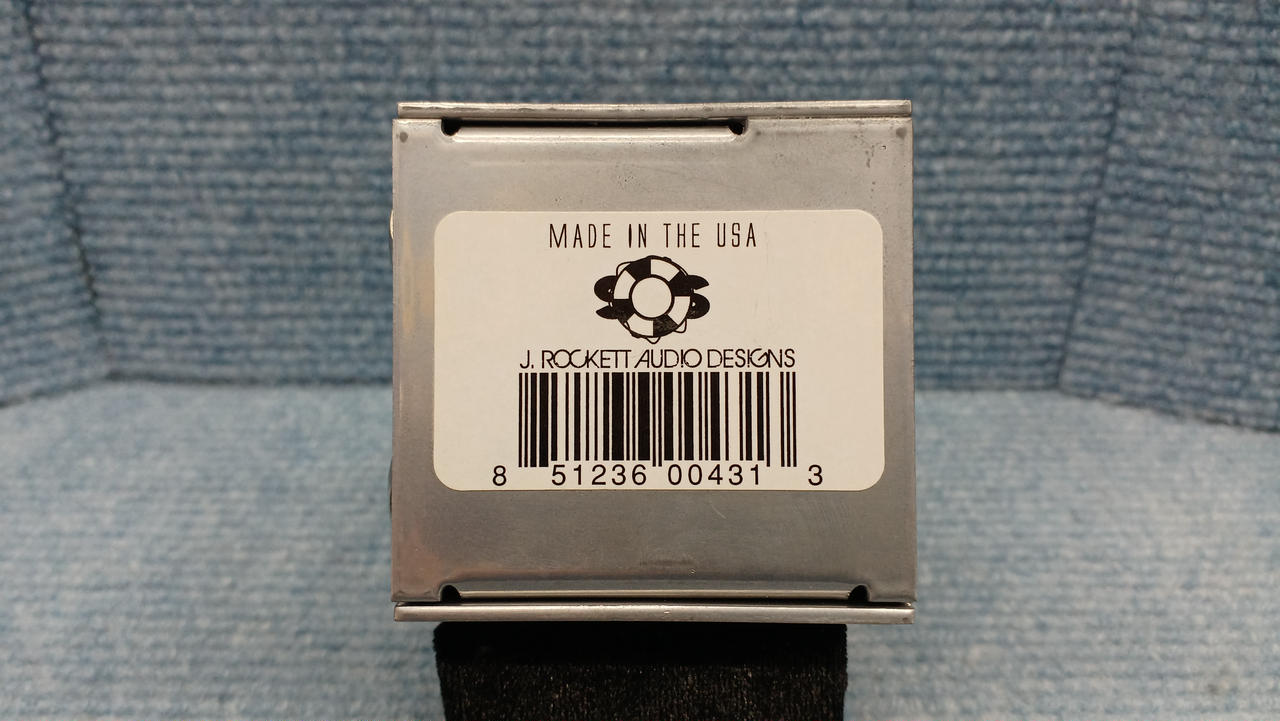 MADE IN THE USA
J. ROCKETT AUDIO DESIGNS
8 51236 00431 3